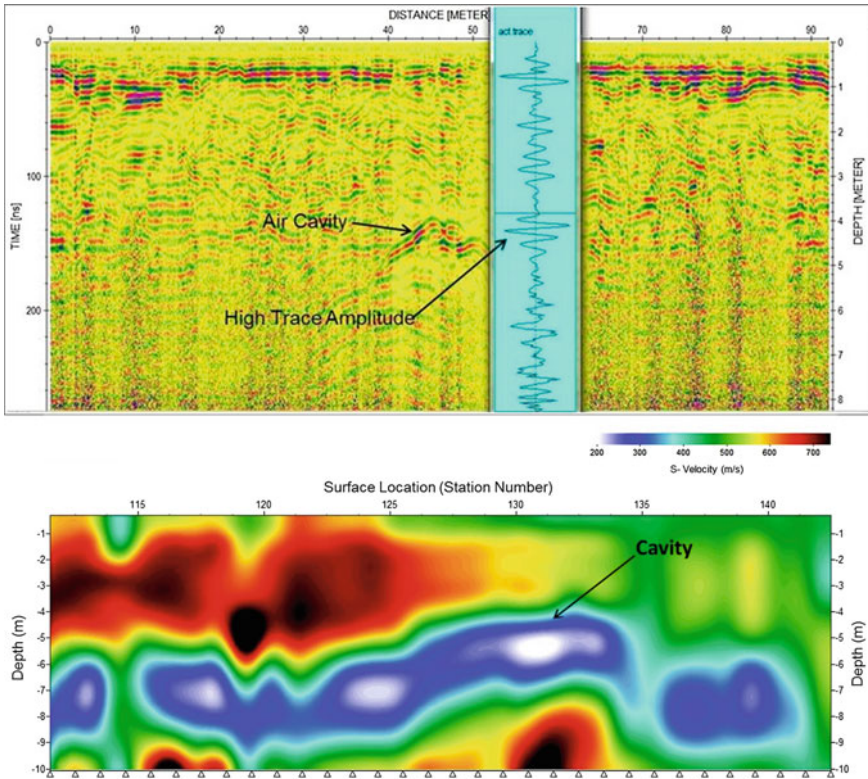 DISTANCE [METER]
0 10 20 30 40 50 70 80 90
act trace
TIME [ns]
0
100
200
DEPTH [METER]
0
1
2
3
4
5
6
7
8
Air Cavity
High Trace Amplitude
200 300 400 500 600 700
S- Velocity (m/s)
Surface Location (Station Number)
115 120 125 130 135 140
Cavity
Depth (m)
-1
-2
-3
-4
-5
-6
-7
-8
-9
-10
Depth (m)
-1
-2
-3
-4
-5
-6
-7
-8
-9
-10